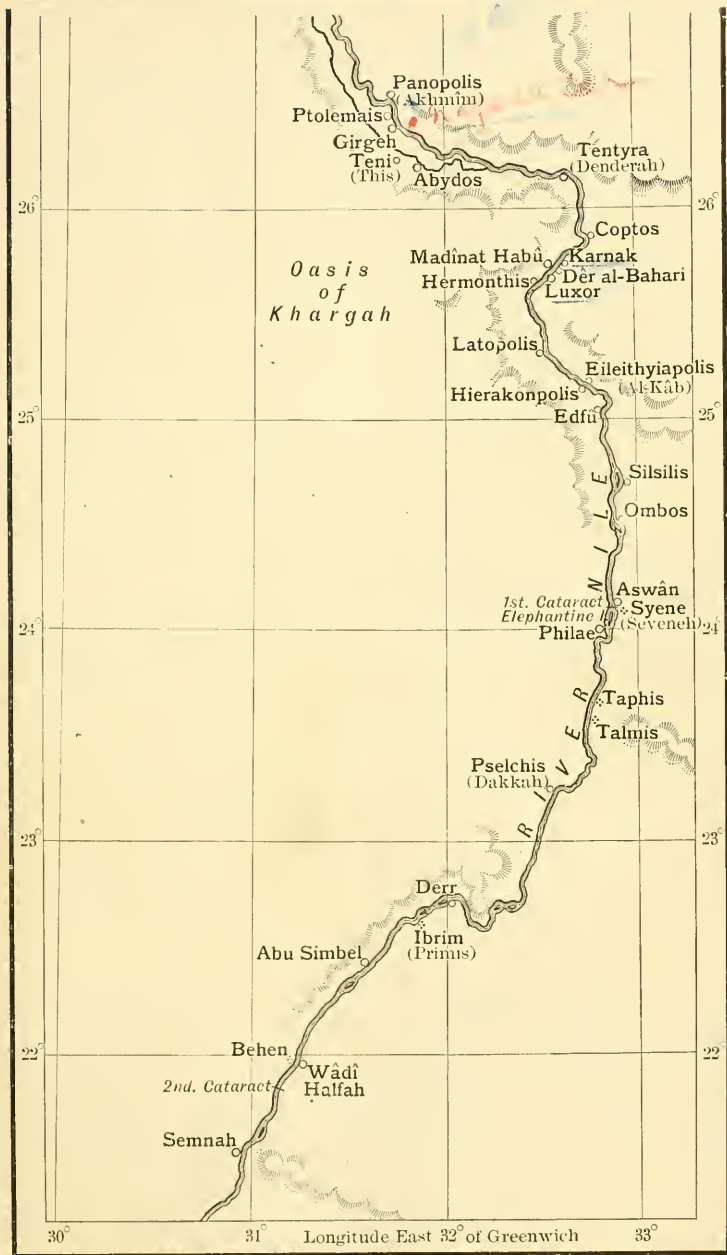 Panopolis
(Akhmîm)
Ptolemais
Girgeh
Teni
(This)
Abydos
Tentyra
(Denderah)
26°
26°
Coptos
Oasis
of
Khargah
Madînat Habû
Karnak
Hermonthis
Dêr al-Bahari
Luxor
Latopolis
Eileithyiapolis
(Al-Kâb)
Hierakonpolis
Edfû
25°
25°
Silsilis
Ombos
RIVER NILE
Aswân
1st. Cataract
Elephantine I.
Syene
(Seveneh)
24°
24°
Philae
Taphis
Talmis
Pselchis
(Dakkah)
23°
23°
Derr
Ibrim
(Primis)
Abu Simbel
22°
22°
Behen
Wâdî
Halfah
2nd. Cataract
Semnah
30° 31° Longitude East 32° of Greenwich 33°